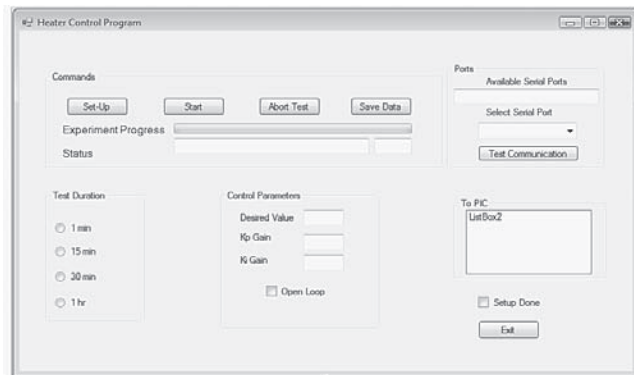 Heater Control Program
Commands
Set-Up Start Abort Test Save Data
Experiment Progress
Status
Ports
Available Serial Ports
Select Serial Port
Test Communication
Test Duration
1 min
15 min
30 min
1 hr
Control Parameters
Desired Value
Kp Gain
Ki Gain
Open Loop
To PIC
ListBox2
Setup Done
Exit